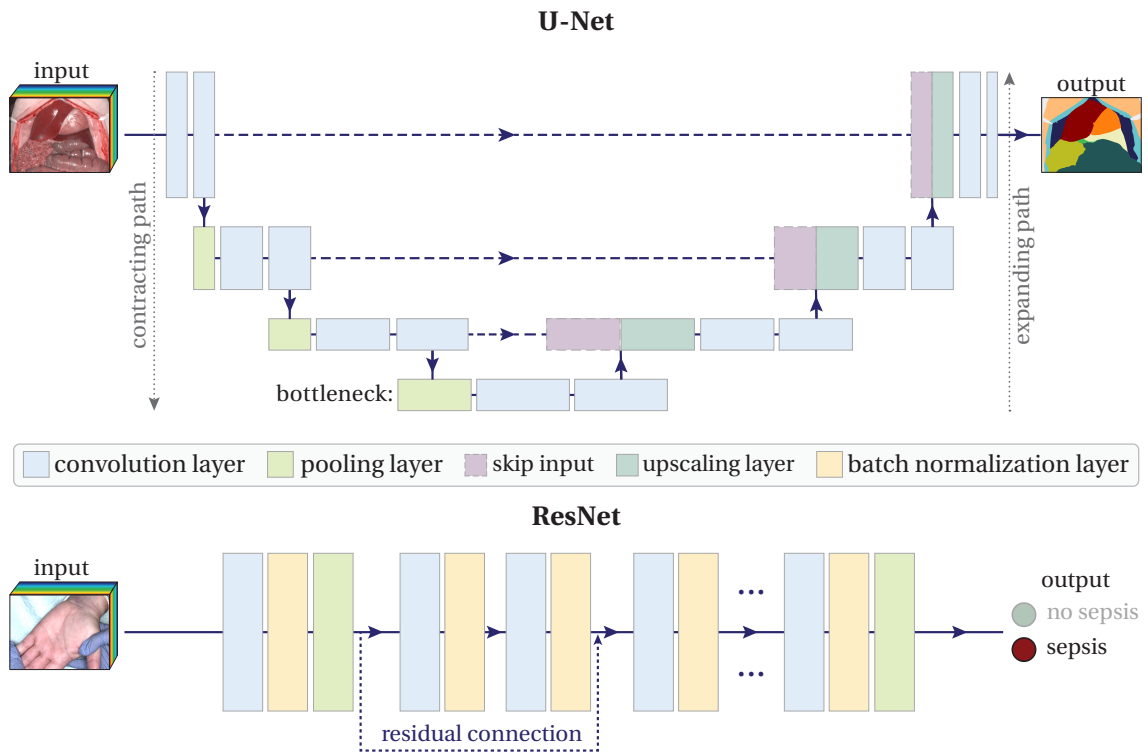 U-Net
input
output
contracting path
expanding path
bottleneck:
convolution layer
pooling layer
skip input
upscaling layer
batch normalization layer
ResNet
input
output
no sepsis
sepsis
...
...
residual connection